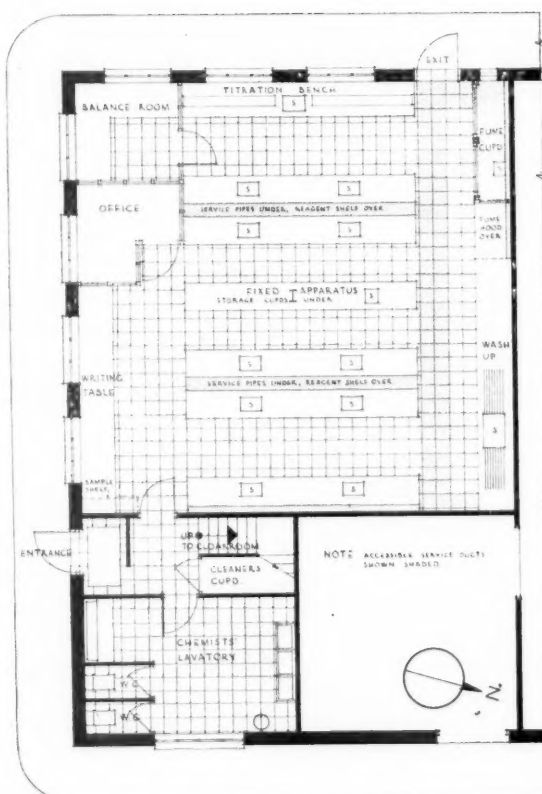 EXIT
TITRATION BENCH
S
BALANCE ROOM
FUME
CUPD.
S
S S
OFFICE
SERVICE PIPES UNDER, REAGENT SHELF OVER.
FUME
HOOD
OVER
S S
FIXED APPARATUS
STORAGE CUPDS UNDER
S
WASH
UP
S S
WRITING
TABLE
SERVICE PIPES UNDER, REAGENT SHELF OVER.
S S
S
SAMPLE
SHELF
S S
ENTRANCE
UP
TO CLOAKROOM
CLEANERS
CUPD.
NOTE ACCESSIBLE SERVICE DUCTS
SHOWN SHADED
CHEMISTS'
LAVATORY
W.C.
W.C.
N.